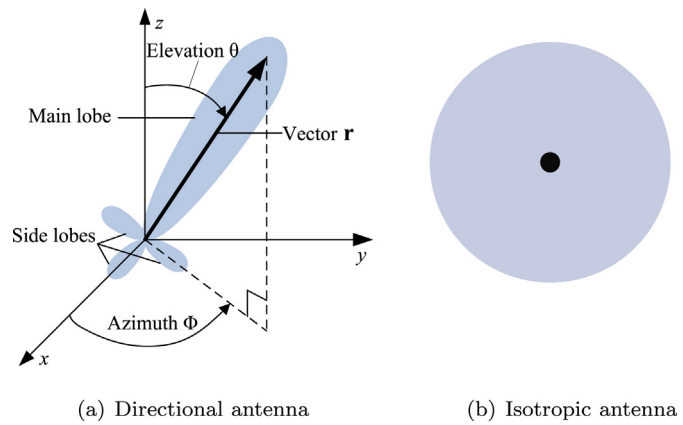 z
Elevation θ
Main lobe
Vector r
Side lobes
y
Azimuth Φ
x
(a) Directional antenna
(b) Isotropic antenna